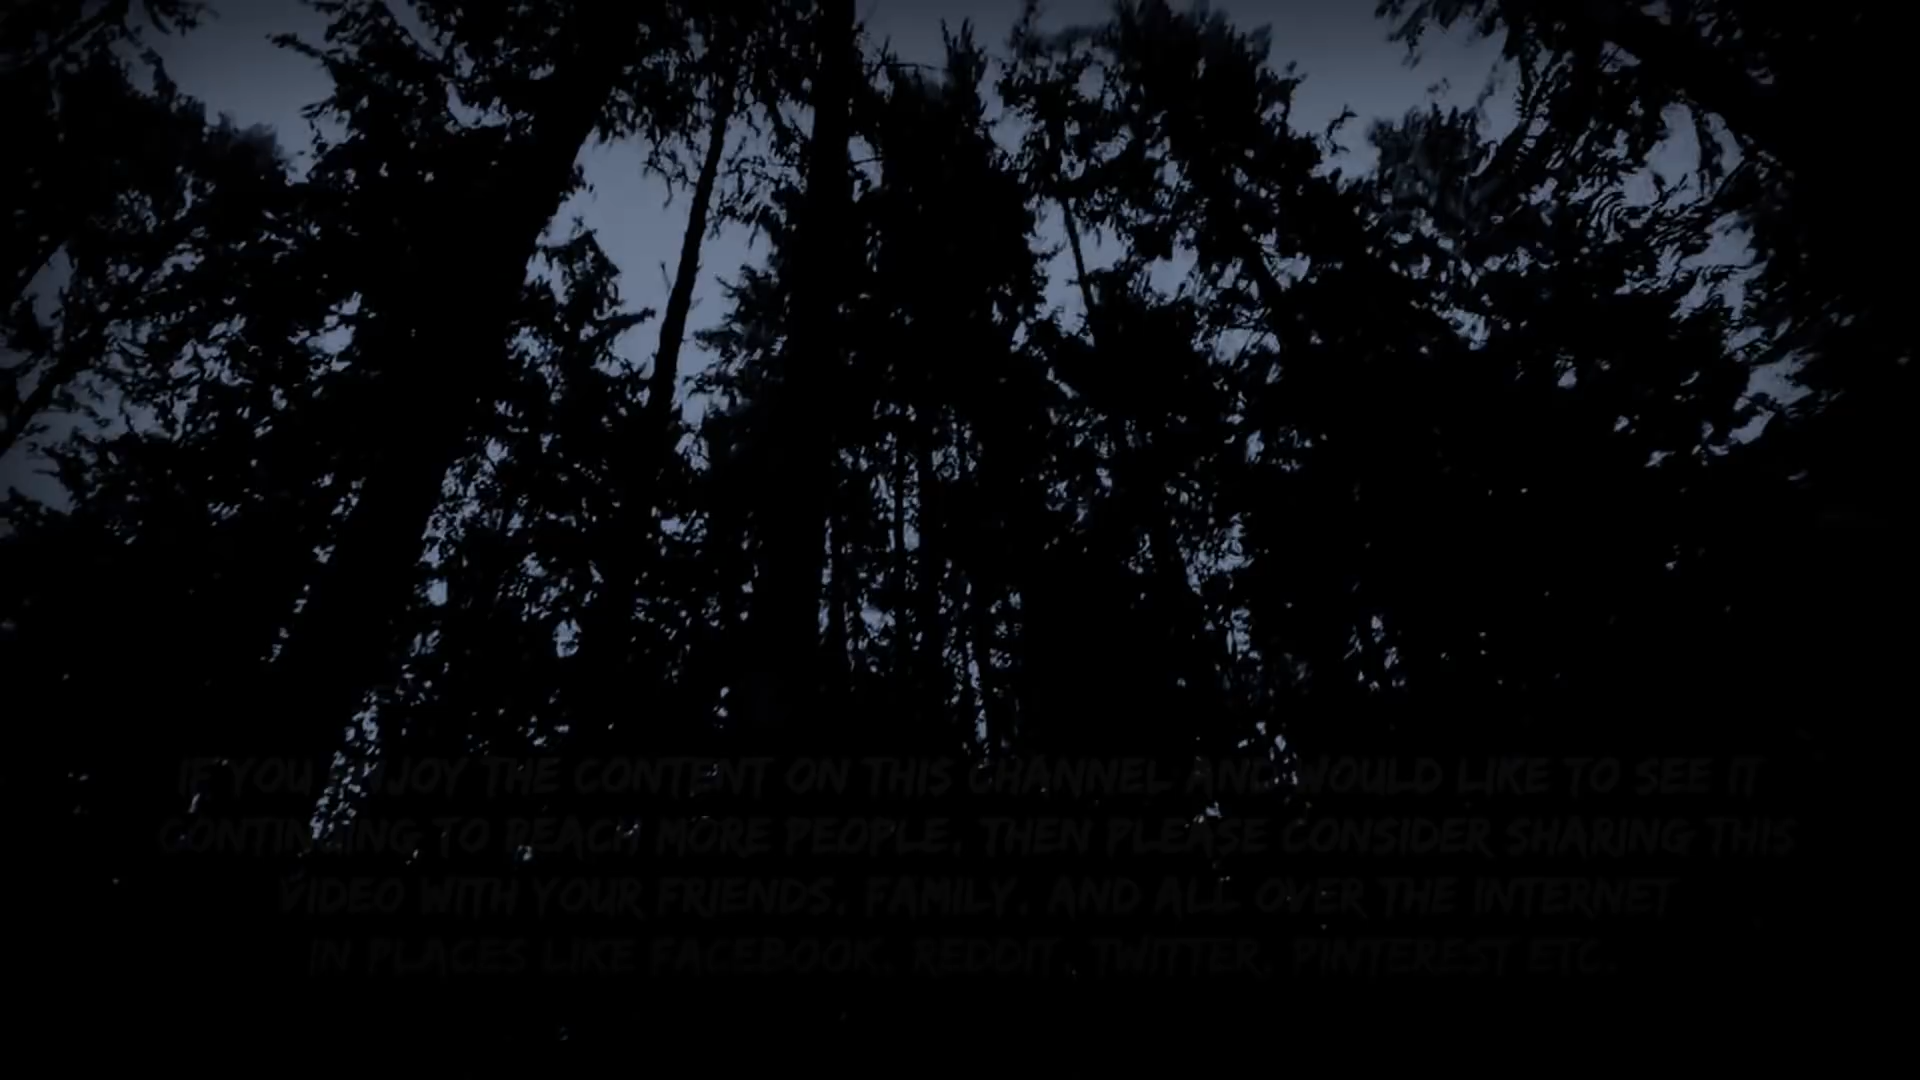 IF YOU ENJOY THE CONTENT ON THIS CHANNEL AND WOULD LIKE TO SEE IT
CONTINUING TO REACH MORE PEOPLE, THEN PLEASE CONSIDER SHARING THIS
VIDEO WITH YOUR FRIENDS, FAMILY, AND ALL OVER THE INTERNET
IN PLACES LIKE FACEBOOK, REDDIT, TWITTER, PINTEREST ETC.